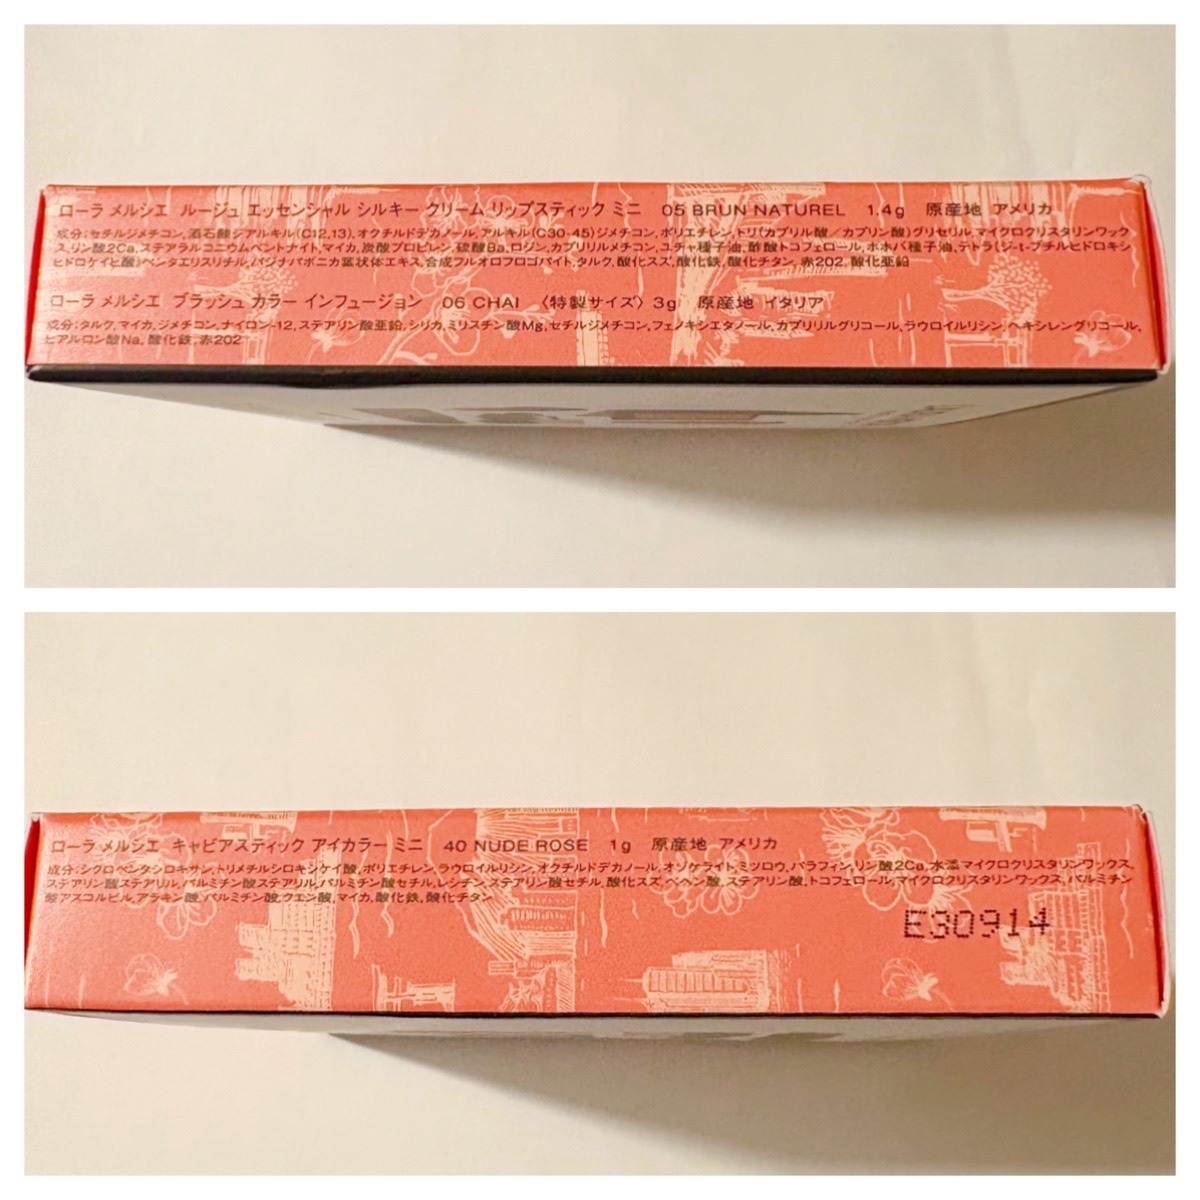 ローラ メルシエ ルージュ エッセンシャル シルキー クリーム リップスティック ミニ 05 BRUN NATUREL 1.4g 原産地 アメリカ
成分:セチルジメチコン,酒石酸ジアルキル(C12,13),オクチルドデカノール,アルキル(C30-45)ジメチコン,ポリエチレン,トリ(カプリル酸/カプリン酸)グリセリル,マイクロクリスタリンワック
ス,リン酸2Ca,ステアラルコニウムベントナイト,マイカ,炭酸プロピレン,硫酸Ba,ロジン,カプリリルメチコン,ユチャ種子油,酢酸トコフェロール,ホホバ種子油,テトラ(ジ-t-ブチルヒドロキシ
ヒドロケイヒ酸)ペンタエリスリチル,パジナパボニカ葉状体エキス,合成フルオロフロゴパイト,タルク,酸化スズ,酸化鉄,酸化チタン,赤202,酸化亜鉛
ローラ メルシエ ブラッシュ カラー インフュージョン 06 CHAI 〈特製サイズ〉3g 原産地 イタリア
成分:タルク,マイカ,ジメチコン,ナイロン-12,ステアリン酸亜鉛,シリカ,ミリスチン酸Mg,セチルジメチコン,フェノキシエタノール,カプリリルグリコール,ラウロイルリシン,ヘキシレングリコール,
ヒアルロン酸Na,酸化鉄,赤202
ローラ メルシエ キャビアスティック アイカラー ミニ 40 NUDE ROSE 1g 原産地 アメリカ
成分:シクロペンタシロキサン,トリメチルシロキシケイ酸,ポリエチレン,ラウロイルリシン,オクチルドデカノール,オゾケライト,ミツロウ,パラフィン,リン酸2Ca,水添マイクロクリスタリンワックス,
ステアリン酸ステアリル,パルミチン酸ステアリル,パルミチン酸セチル,レシチン,ステアリン酸セチル,酸化スズ,ベヘン酸,ステアリン酸,トコフェロール,マイクロクリスタリンワックス,パルミチン
酸アスコルビル,アラキン酸,パルミチン酸,クエン酸,マイカ,酸化鉄,酸化チタン
E30914